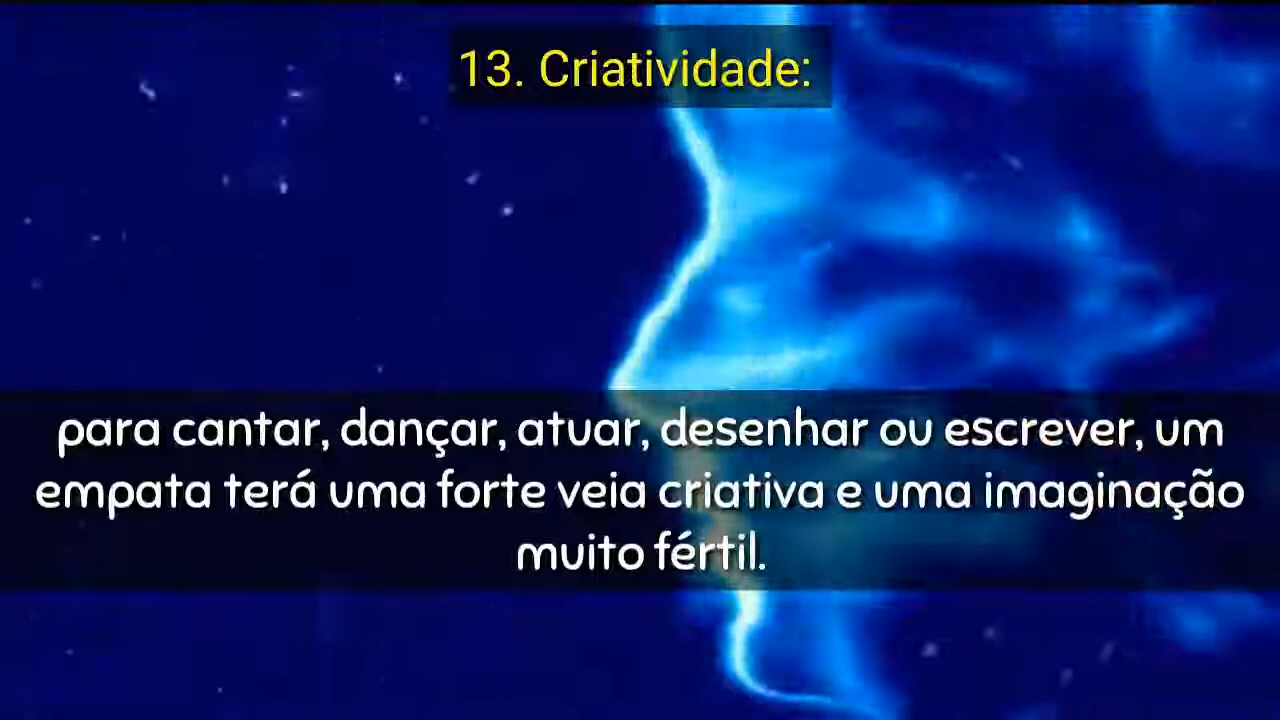 13. Criatividade:
para cantar, dançar, atuar, desenhar ou escrever, um
empata terá uma forte veia criativa e uma imaginação
muito fértil.